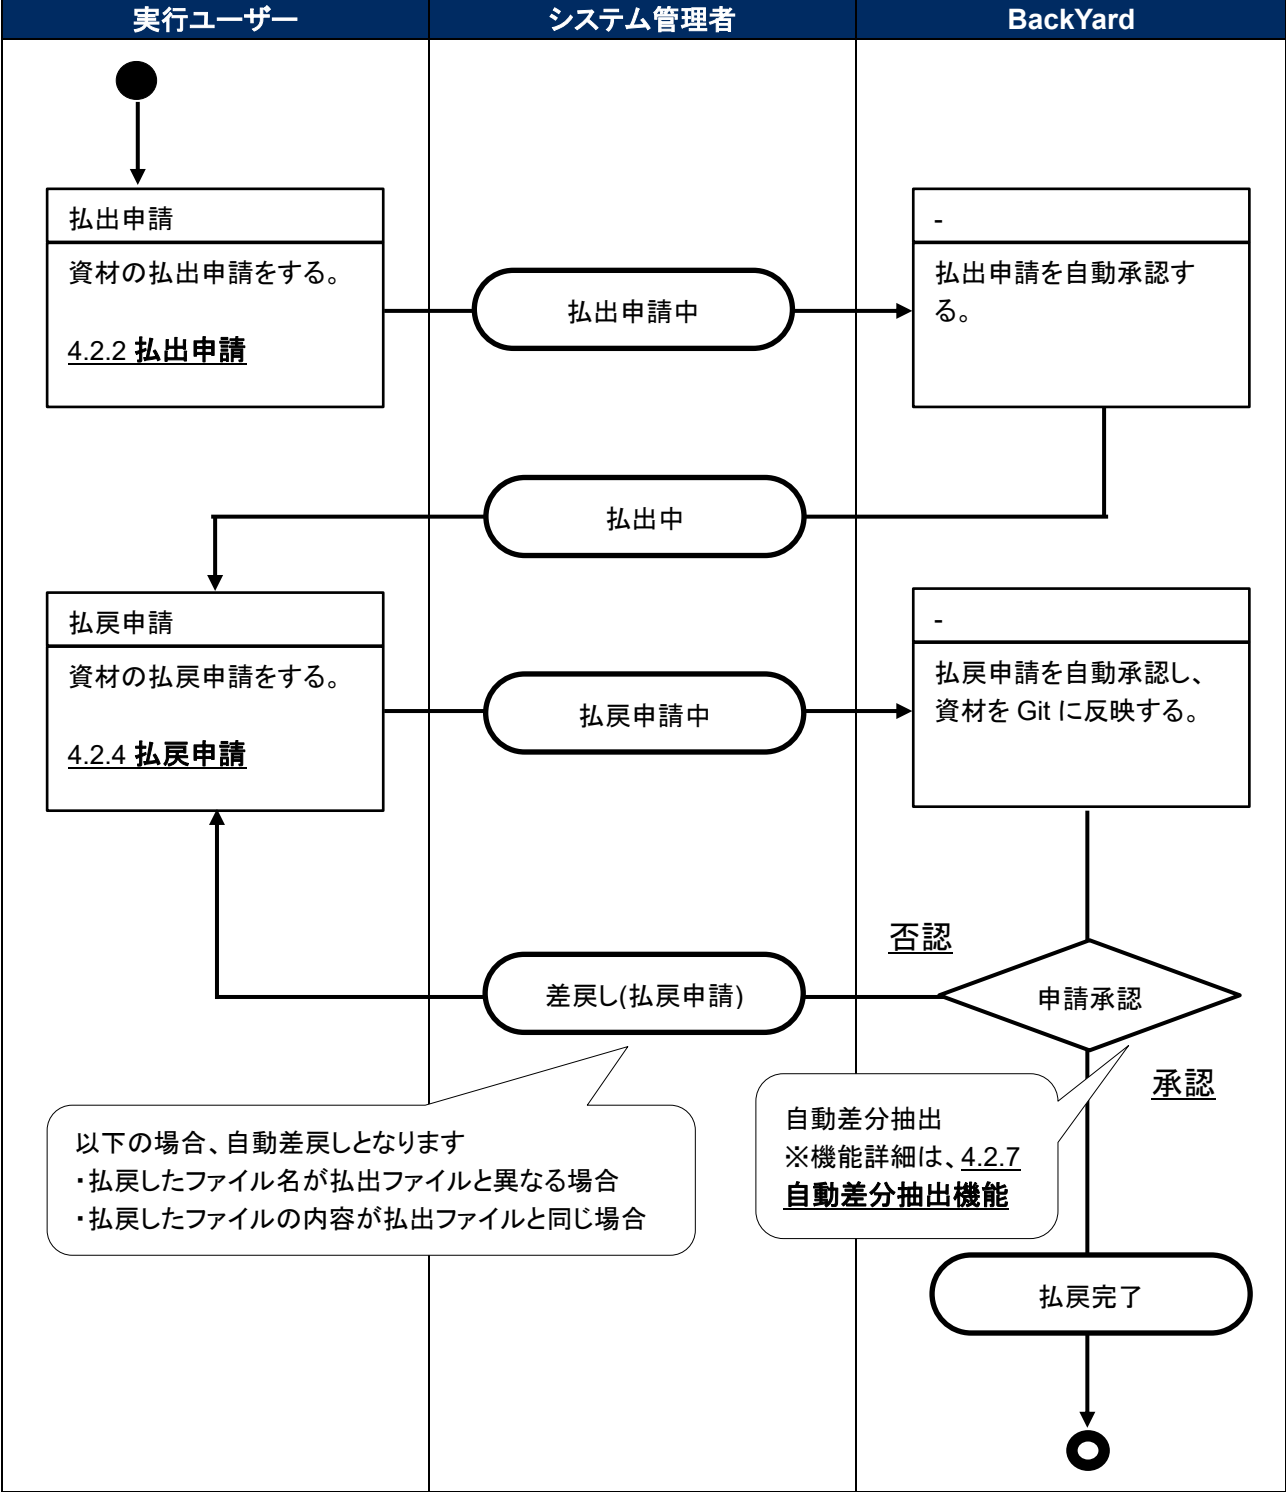 実行ユーザー
システム管理者
BackYard
払出申請
資材の払出申請をする。
4.2.2 払出申請
払出申請中
-
払出申請を自動承認す
る。
払出中
払戻申請
資材の払戻申請をする。
4.2.4 払戻申請
払戻申請中
-
払戻申請を自動承認し、
資材を Git に反映する。
否認
差戻し(払戻申請)
申請承認
承認
以下の場合、自動差戻しとなります
・払戻したファイル名が払出ファイルと異なる場合
・払戻したファイルの内容が払出ファイルと同じ場合
自動差分抽出
※機能詳細は、4.2.7
自動差分抽出機能
払戻完了